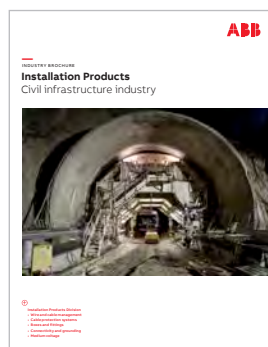 ABB
INDUSTRY BROCHURE
Installation Products
Civil infrastructure industry
Installation Products Division
- Wire and cable management
- Cable protection systems
- Boxes and fittings
- Connectivity and grounding
- Medium voltage